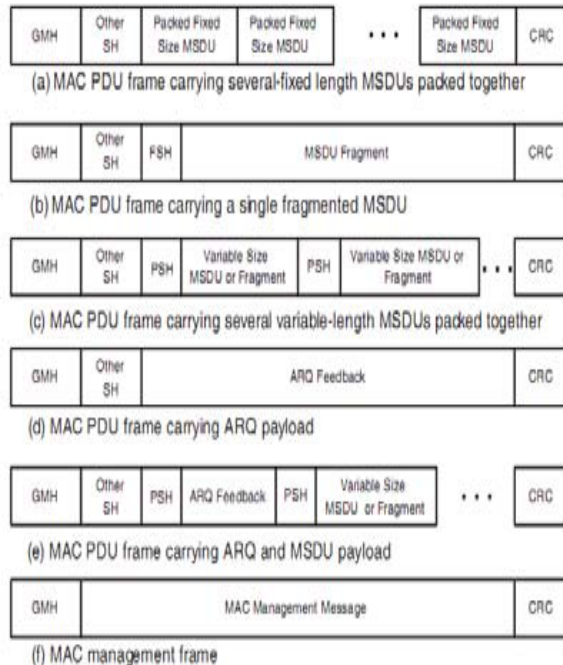 GMH Other SH Packed Fixed Size MSDU Packed Fixed Size MSDU • • • Packed Fixed Size MSDU CRC
(a) MAC PDU frame carrying several-fixed length MSDUs packed together
GMH Other SH FSH MSDU Fragment CRC
(b) MAC PDU frame carrying a single fragmented MSDU
GMH Other SH PSH Variable Size MSDU or Fragment PSH Variable Size MSDU or Fragment • • • CRC
(c) MAC PDU frame carrying several variable-length MSDUs packed together
GMH Other SH ARQ Feedback CRC
(d) MAC PDU frame carrying ARQ payload
GMH Other SH PSH ARQ Feedback PSH Variable Size MSDU or Fragment • • • CRC
(e) MAC PDU frame carrying ARQ and MSDU payload
GMH MAC Management Message CRC
(f) MAC management frame